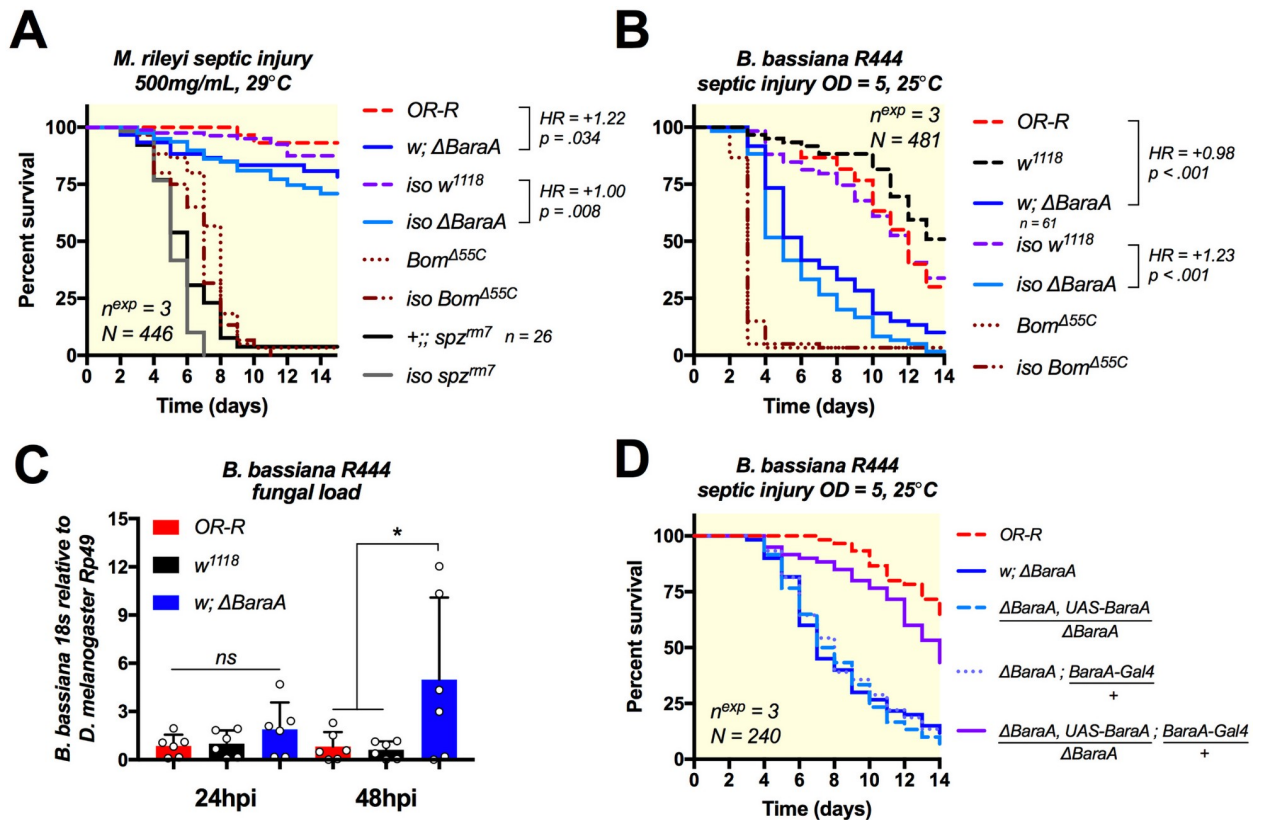 A
M. rileyi septic injury
500mg/mL, 29°C
Percent survival
100
75
50
25
0
n^exp = 3
N = 446
0 2 4 6 8 10 12 14
Time (days)
OR-R
w; ΔBaraA
iso w^1118
iso ΔBaraA
Bom^Δ55C
iso Bom^Δ55C
+;; spz^rm7 n = 26
iso spz^rm7
HR = +1.22
p = .034
HR = +1.00
p = .008
B
B. bassiana R444
septic injury OD = 5, 25°C
Percent survival
100
75
50
25
0
n^exp = 3
N = 481
0 2 4 6 8 10 12 14
Time (days)
OR-R
w^1118
w; ΔBaraA
n = 61
iso w^1118
iso ΔBaraA
Bom^Δ55C
iso Bom^Δ55C
HR = +0.98
p < .001
HR = +1.23
p < .001
C
B. bassiana R444
fungal load
B. bassiana 18s relative to
D. melanogaster Rp49
15
12
9
6
3
0
OR-R
w^1118
w; ΔBaraA
ns
*
24hpi 48hpi
D
B. bassiana R444
septic injury OD = 5, 25°C
Percent survival
100
75
50
25
0
n^exp = 3
N = 240
0 2 4 6 8 10 12 14
Time (days)
OR-R
w; ΔBaraA
ΔBaraA, UAS-BaraA
ΔBaraA
ΔBaraA ; BaraA-Gal4
+
ΔBaraA, UAS-BaraA ; BaraA-Gal4
ΔBaraA +